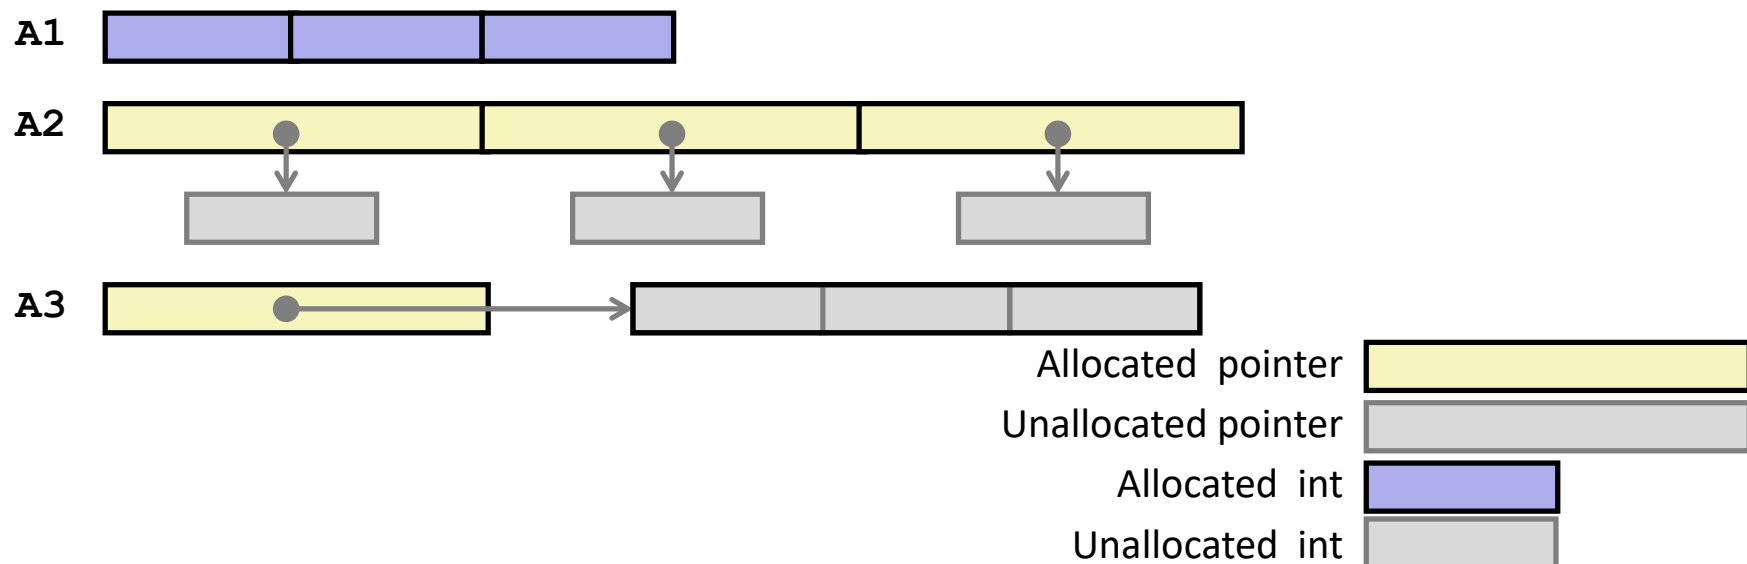 A1
A2
A3
Allocated pointer
Unallocated pointer
Allocated int
Unallocated int